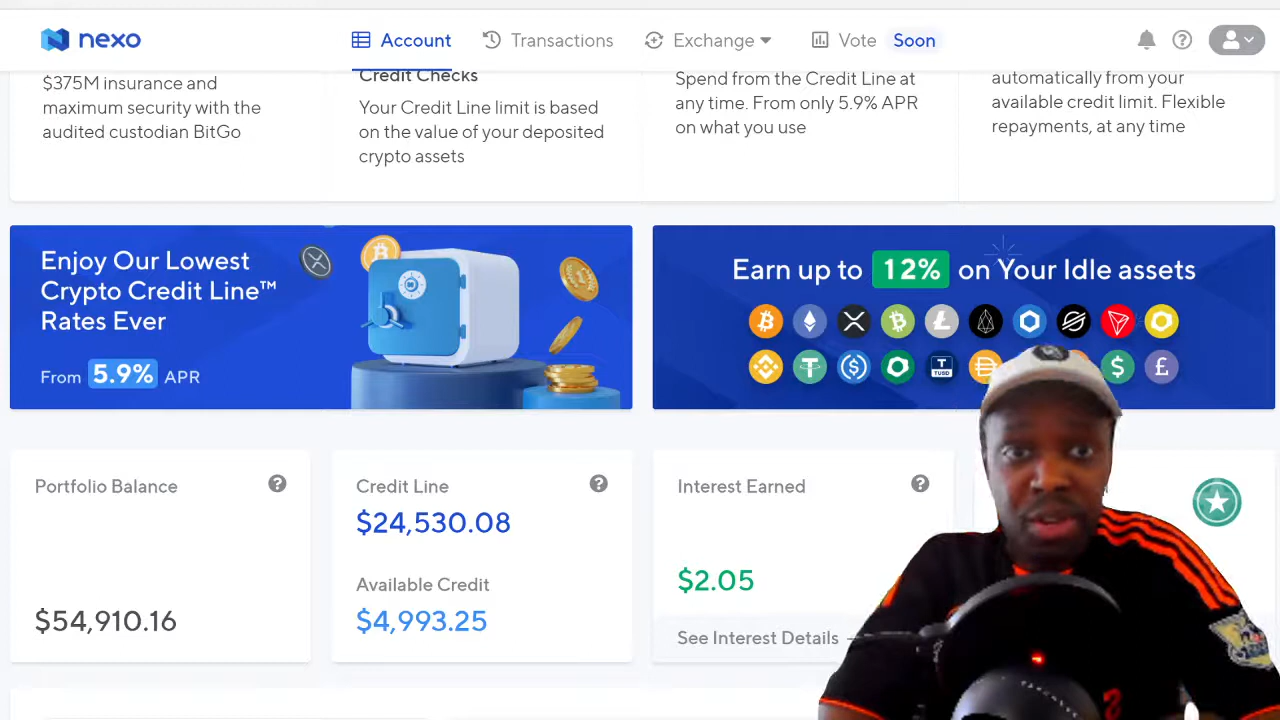 nexo
Account
Transactions
Exchange
Vote
Soon
$375M insurance and
maximum security with the
audited custodian BitGo
Credit Checks
Your Credit Line limit is based
on the value of your deposited
crypto assets
Spend from the Credit Line at
any time. From only 5.9% APR
on what you use
automatically from your
available credit limit. Flexible
repayments, at any time
Enjoy Our Lowest
Crypto Credit Line™
Rates Ever
From 5.9% APR
Earn up to 12% on Your Idle assets
TUSD
Portfolio Balance
$54,910.16
Credit Line
$24,530.08
Available Credit
$4,993.25
Interest Earned
$2.05
See Interest Details